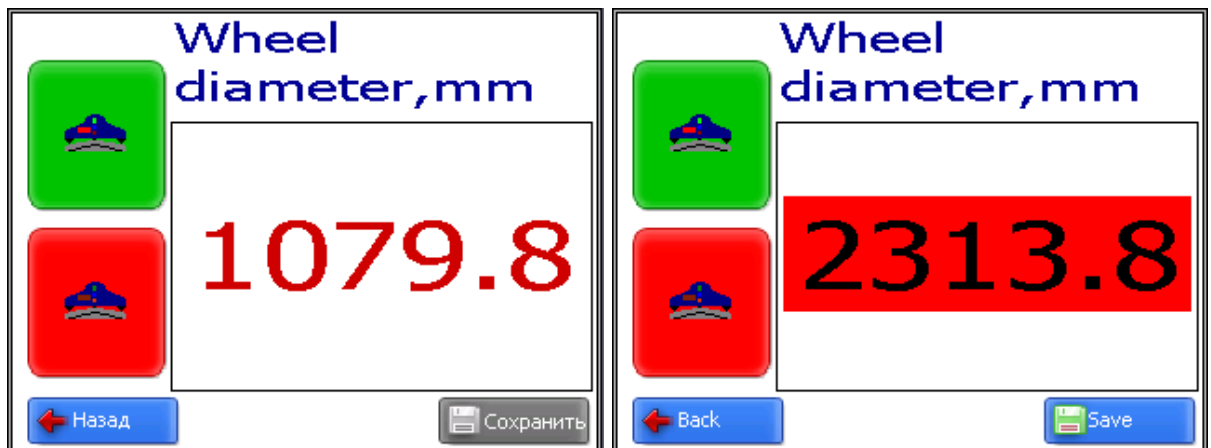 Wheel
diameter,mm
1079.8
Назад
Сохранить
Wheel
diameter,mm
2313.8
Back
Save